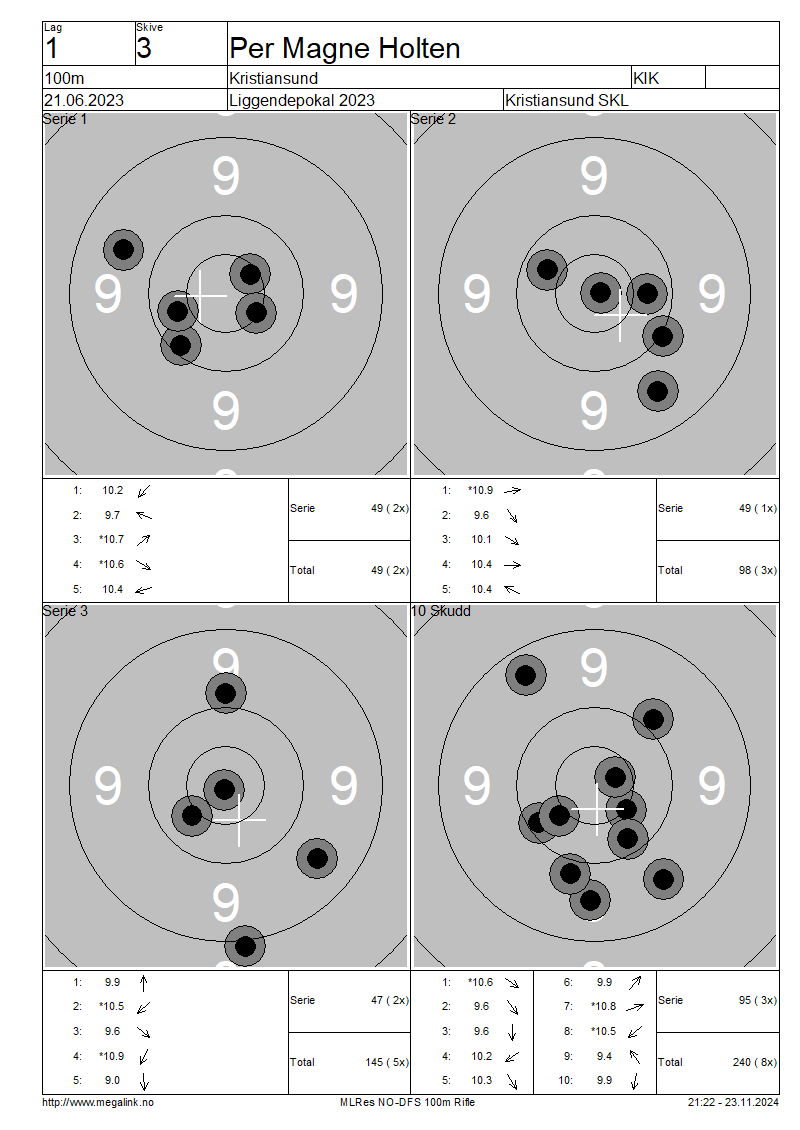 Lag
Skive
1
3
Per Magne Holten
100m
Kristiansund
KIK
21.06.2023
Liggendepokal 2023
Kristiansund SKL
Serie 1
9
9
9
9
Serie 2
9
9
9
9
1: 10.2
2: 9.7
3: *10.7
4: *10.6
5: 10.4
Serie 49 ( 2x)
Total 49 ( 2x)
1: *10.9
2: 9.6
3: 10.1
4: 10.4
5: 10.4
Serie 49 ( 1x)
Total 98 ( 3x)
Serie 3
9
9
9
9
10 Skudd
9
9
9
1: 9.9
2: *10.5
3: 9.6
4: *10.9
5: 9.0
Serie 47 ( 2x)
Total 145 ( 5x)
1: *10.6
2: 9.6
3: 9.6
4: 10.2
5: 10.3
6: 9.9
7: *10.8
8: *10.5
9: 9.4
10: 9.9
Serie 95 ( 3x)
Total 240 ( 8x)
http://www.megalink.no
MLRes NO-DFS 100m Rifle
21:22 - 23.11.2024